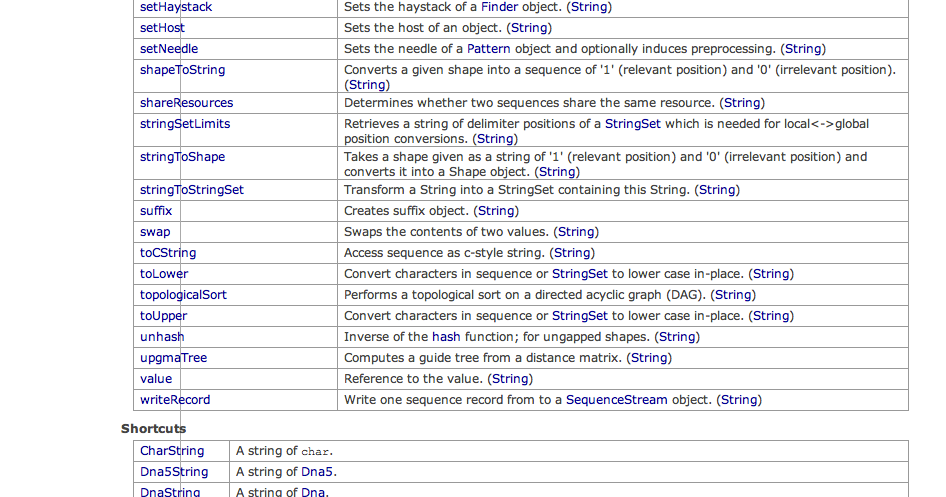 setHaystack Sets the haystack of a Finder object. (String)
setHost Sets the host of an object. (String)
setNeedle Sets the needle of a Pattern object and optionally induces preprocessing. (String)
shapeToString Converts a given shape into a sequence of '1' (relevant position) and '0' (irrelevant position).
(String)
shareResources Determines whether two sequences share the same resource. (String)
stringSetLimits Retrieves a string of delimiter positions of a StringSet which is needed for local<->global
position conversions. (String)
stringToShape Takes a shape given as a string of '1' (relevant position) and '0' (irrelevant position) and
converts it into a Shape object. (String)
stringToStringSet Transform a String into a StringSet containing this String. (String)
suffix Creates suffix object. (String)
swap Swaps the contents of two values. (String)
toCString Access sequence as c-style string. (String)
toLower Convert characters in sequence or StringSet to lower case in-place. (String)
topologicalSort Performs a topological sort on a directed acyclic graph (DAG). (String)
toUpper Convert characters in sequence or StringSet to lower case in-place. (String)
unhash Inverse of the hash function; for ungapped shapes. (String)
upgmaTree Computes a guide tree from a distance matrix. (String)
value Reference to the value. (String)
writeRecord Write one sequence record from to a SequenceStream object. (String)
Shortcuts
CharString A string of char.
Dna5String A string of Dna5.
DnaString A string of Dna.